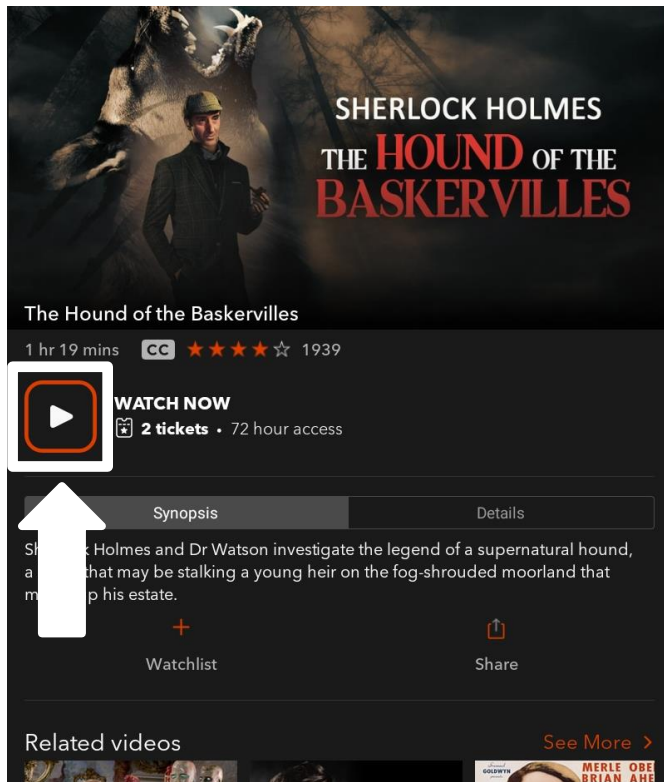 SHERLOCK HOLMES
THE HOUND OF THE
BASKERVILLES
The Hound of the Baskervilles
1 hr 19 mins CC 1939
WATCH NOW
2 tickets • 72 hour access
Synopsis Details
Holmes and Dr Watson investigate the legend of a supernatural hound,
a that may be stalking a young heir on the fog-shrouded moorland that
his estate.
+
Watchlist Share
Related videos See More >
GOLDWYN
MERLE OBE
BRIAN AHE